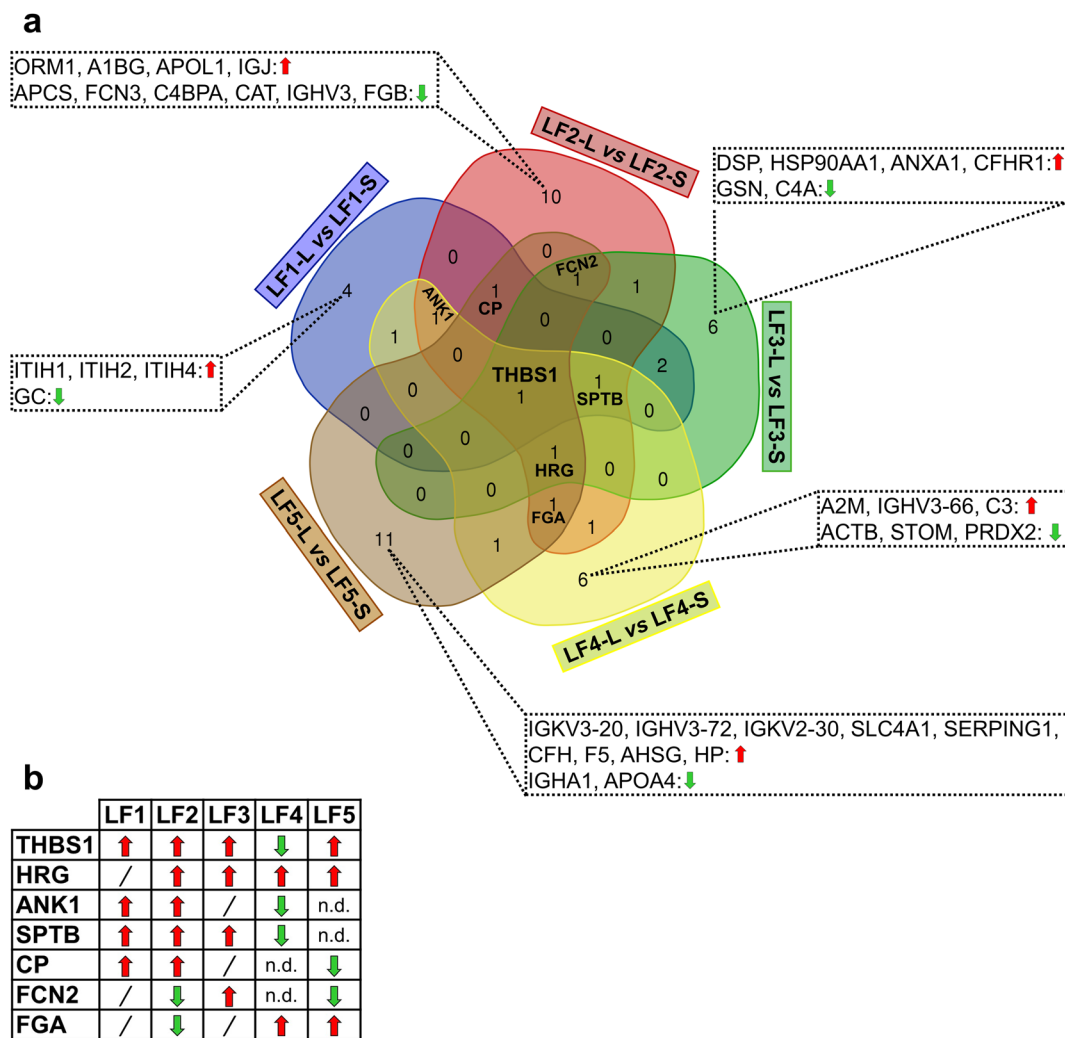 a
ORM1, A1BG, APOL1, IGJ:
APCS, FCN3, C4BPA, CAT, IGHV3, FGB:
LF2-L vs LF2-S
DSP, HSP90AA1, ANXA1, CFHR1:
GSN, C4A:
LF1-L vs LF1-S
10
0
0
FCN2
1
1
4
ANK1
1
1
CP
0
6
LF3-L vs LF3-S
1
0
0
2
ITIH1, ITIH2, ITIH4:
GC:
THBS1
1
1
SPTB
0
0
0
0
0
1
HRG
0
0
0
0
1
FGA
1
1
11
6
A2M, IGHV3-66, C3:
ACTB, STOM, PRDX2:
LF5-L vs LF5-S
LF4-L vs LF4-S
IGKV3-20, IGHV3-72, IGKV2-30, SLC4A1, SERPING1,
CFH, F5, AHSG, HP:
IGHA1, APOA4:
b
LF1 LF2 LF3 LF4 LF5
THBS1
HRG /
ANK1 / n.d.
SPTB n.d.
CP / n.d.
FCN2 / n.d.
FGA / /